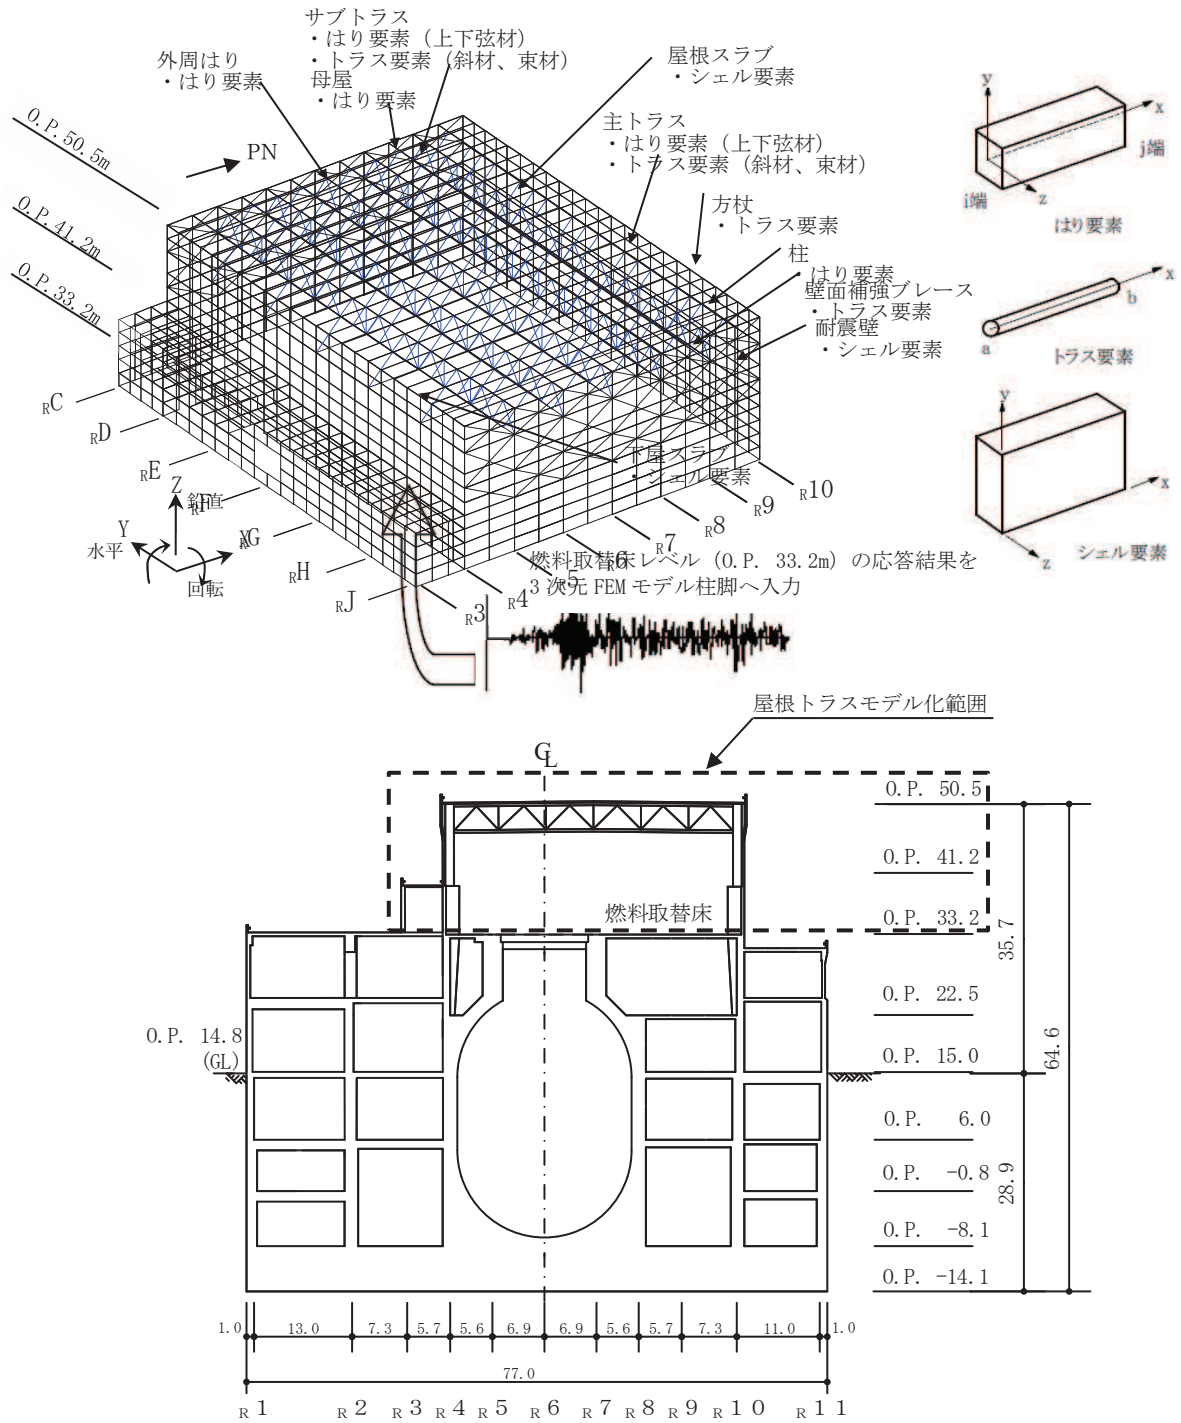 サブトラス
・はり要素（上下弦材）
・トラス要素（斜材、束材）
外周はり
・はり要素
母屋
・はり要素
屋根スラブ
・シェル要素
主トラス
・はり要素（上下弦材）
・トラス要素（斜材、束材）
方杖
・トラス要素
柱
・はり要素
壁面補強ブレース
・トラス要素
耐震壁
・シェル要素
下屋スラブ
・シェル要素
O.P.50.5m
O.P.41.2m
O.P.33.2m
PN
RC
RD
RE
RF
RG
RH
RJ
R3
R4
R5
R6
R7
R8
R9
R10
Z
鉛直
Y
水平
X
回転
燃料取替床レベル（O.P. 33.2m）の応答結果を
3 次元 FEM モデル柱脚へ入力
y
x
j端
i端
z
はり要素
x
b
a
トラス要素
y
x
z
シェル要素
屋根トラスモデル化範囲
CL
燃料取替床
O.P. 50.5
O.P. 41.2
O.P. 33.2
O.P. 22.5
O.P. 15.0
O.P. 6.0
O.P. -0.8
O.P. -8.1
O.P. -14.1
35.7
28.9
64.6
O.P. 14.8
(GL)
1.0 13.0 7.3 5.7 5.6 6.9 6.9 5.6 5.7 7.3 11.0 1.0
77.0
R1 R2 R3 R4 R5 R6 R7 R8 R9 R10 R11